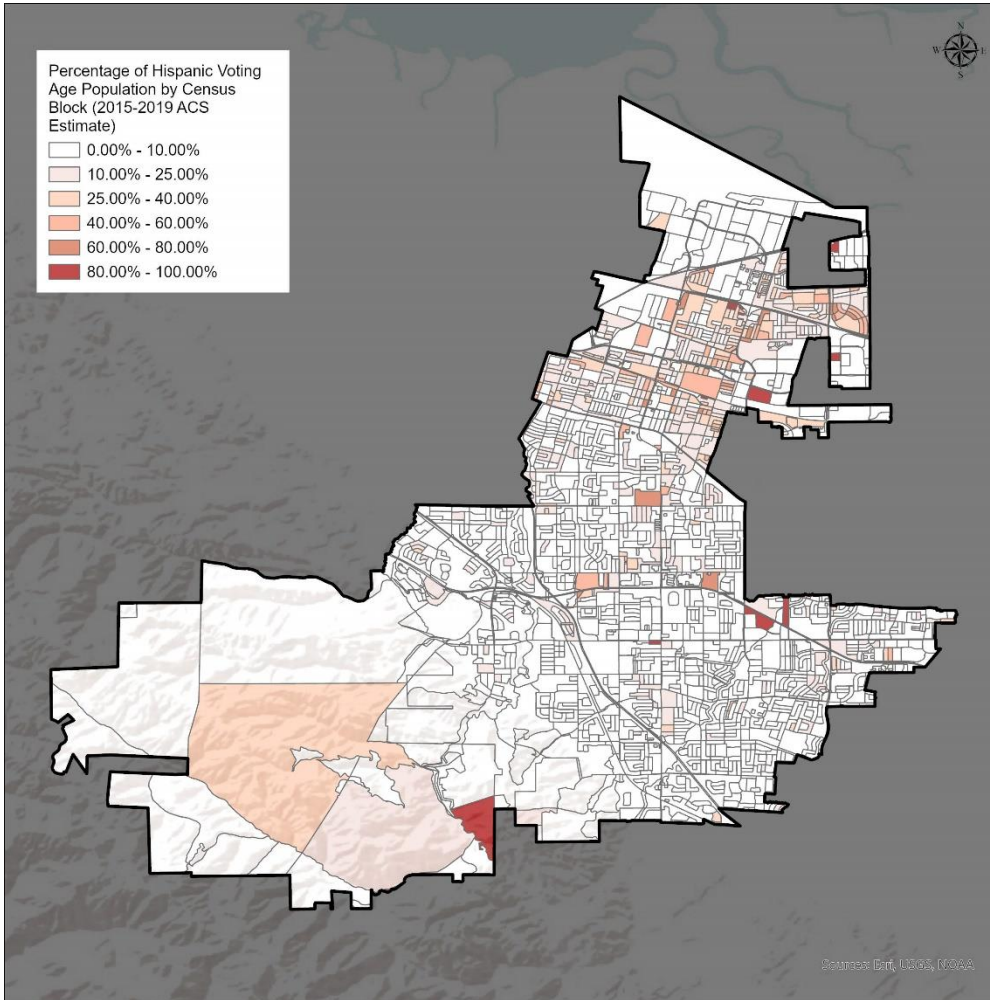 N
W
E
S
Percentage of Hispanic Voting
Age Population by Census
Block (2015-2019 ACS
Estimate)
0.00% - 10.00%
10.00% - 25.00%
25.00% - 40.00%
40.00% - 60.00%
60.00% - 80.00%
80.00% - 100.00%
Sources: Esri, USGS, NOAA